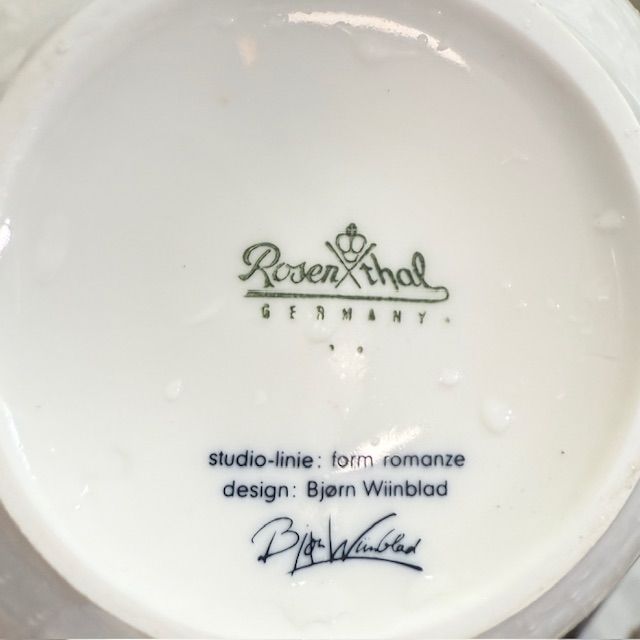 Rosenthal
GERMANY
studio-linie: form romanze
design: Bjørn Wiinblad
Bjørn Wiinblad